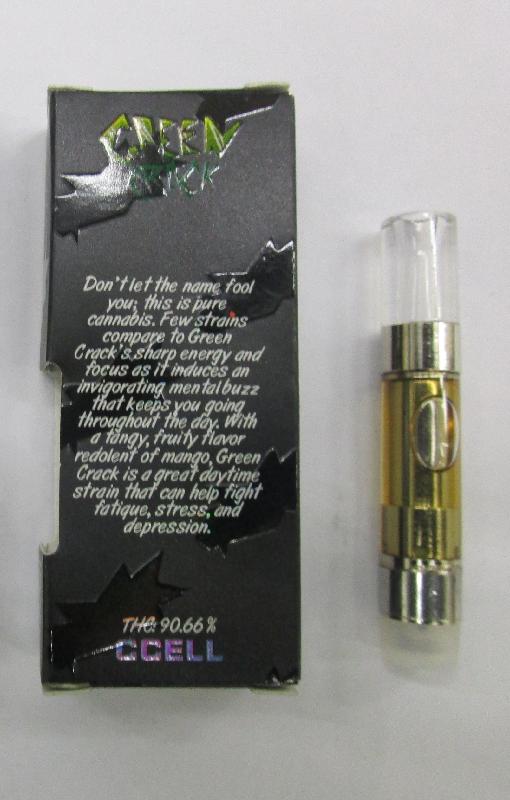 GREEN
CRACK
Don't let the name fool
you; this is pure
cannabis. Few strains
compare to Green
Crack's sharp energy and
focus as it induces an
invigorating mental buzz
that keeps you going
throughout the day. With
a tangy, fruity flavor
redolent of mango, Green
Crack is a great daytime
strain that can help fight
fatigue, stress, and
depression.
THC: 90.66%
CCELL